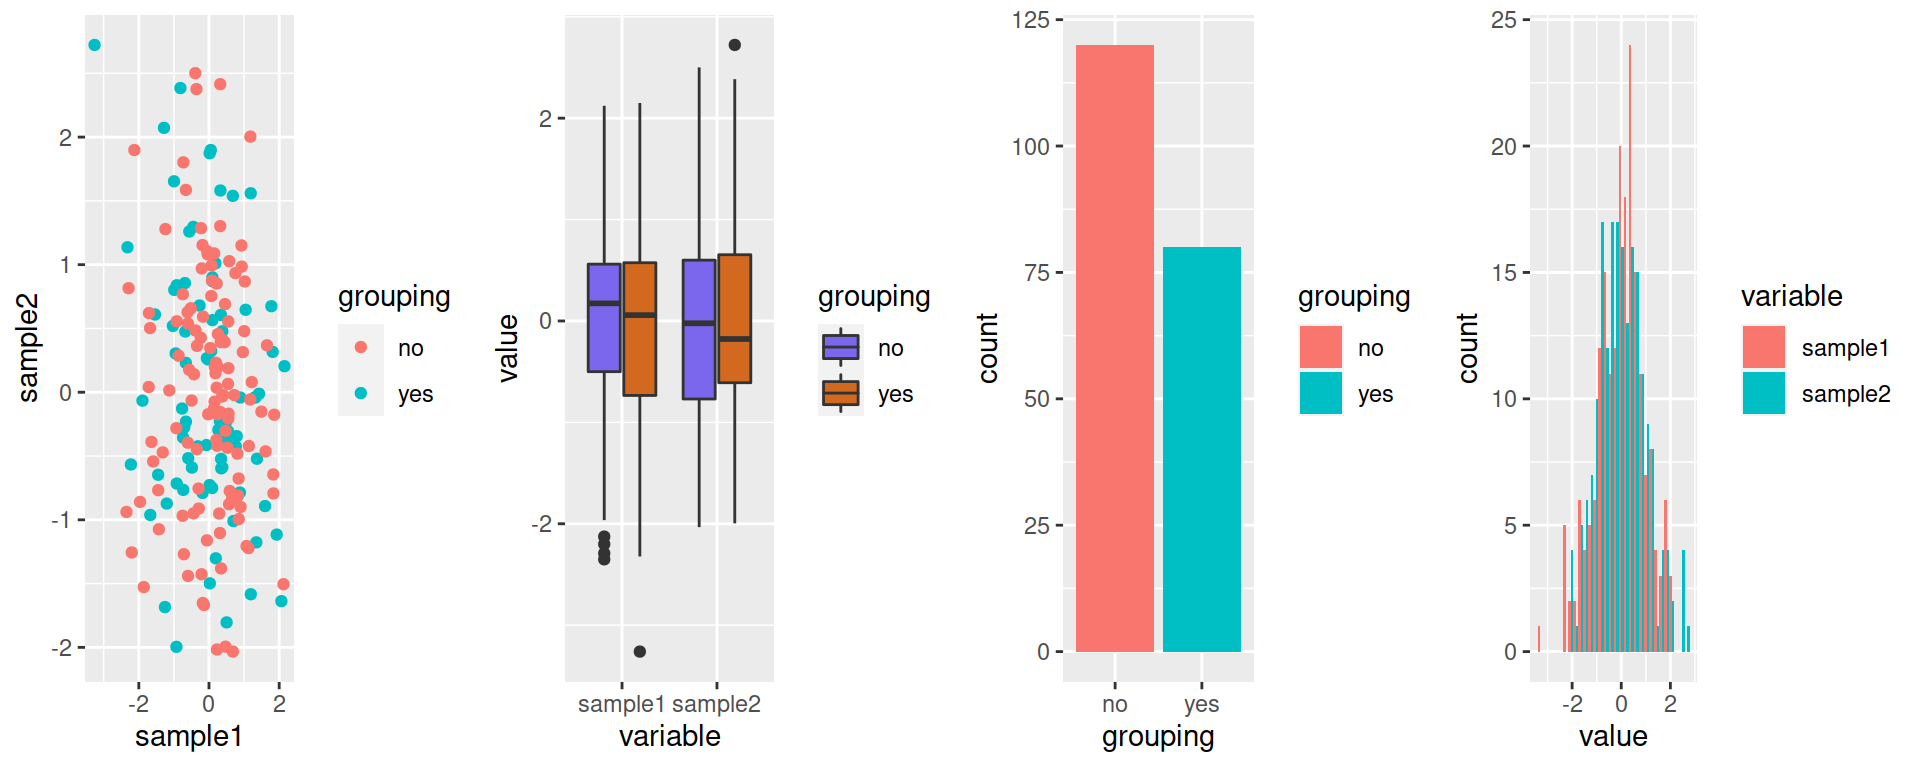 sample2
2
1
0
-1
-2
-2 0 2
sample1
grouping
no
yes
value
2
0
-2
sample1 sample2
variable
grouping
no
yes
count
125
100
75
50
25
0
no yes
grouping
grouping
no
yes
count
25
20
15
10
5
0
-2 0 2
value
variable
sample1
sample2